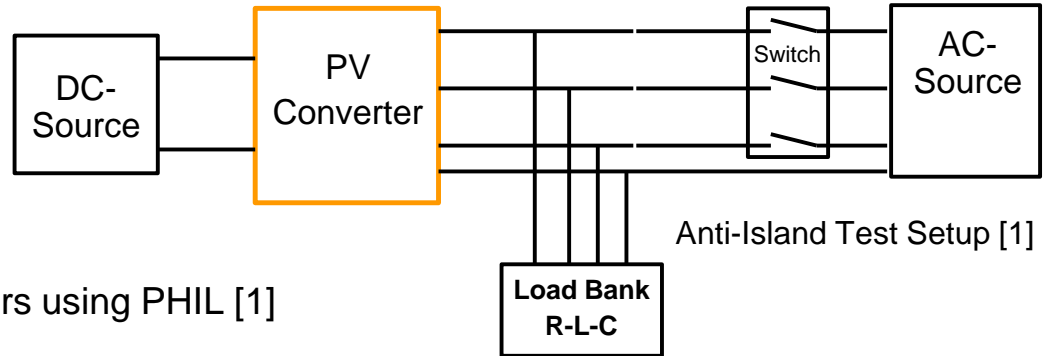 DC-
Source
PV
Converter
Switch
AC-
Source
Anti-Island Test Setup [1]
Load Bank
R-L-C
rs using PHIL [1]